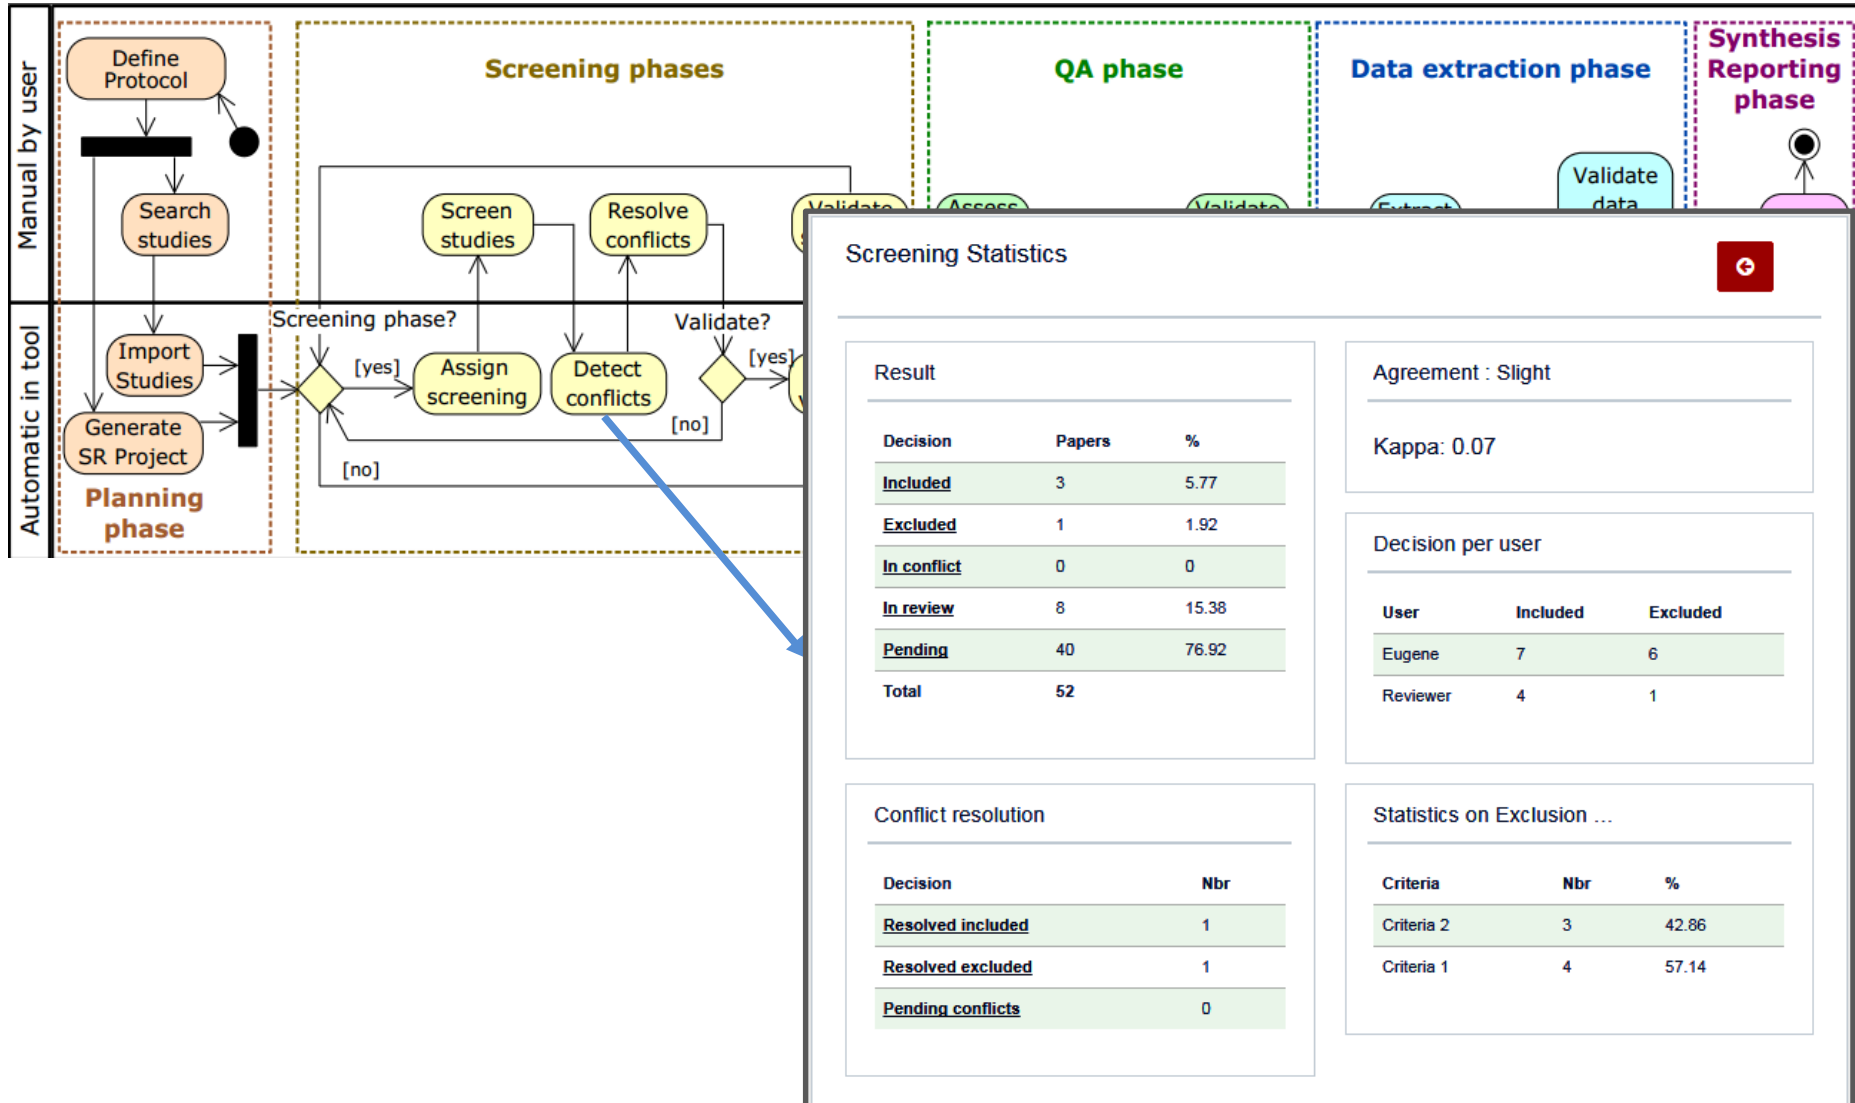 Manual by user
Automatic in tool
Define
Protocol
Search
studies
Import
Studies
Generate
SR Project
Planning
phase
Screening phases
Screen
studies
Resolve
conflicts
Validate
Screening phase?
[yes]
Assign
screening
Detect
conflicts
Validate?
[yes]
[no]
[no]
QA phase
Assess
Validate
Data extraction phase
Extract
Validate
data
Synthesis
Reporting
phase
Screening Statistics
Result
Decision Papers %
Included 3 5.77
Excluded 1 1.92
In conflict 0 0
In review 8 15.38
Pending 40 76.92
Total 52
Agreement : Slight
Kappa: 0.07
Decision per user
User Included Excluded
Eugene 7 6
Reviewer 4 1
Conflict resolution
Decision Nbr
Resolved included 1
Resolved excluded 1
Pending conflicts 0
Statistics on Exclusion ...
Criteria Nbr %
Criteria 2 3 42.86
Criteria 1 4 57.14